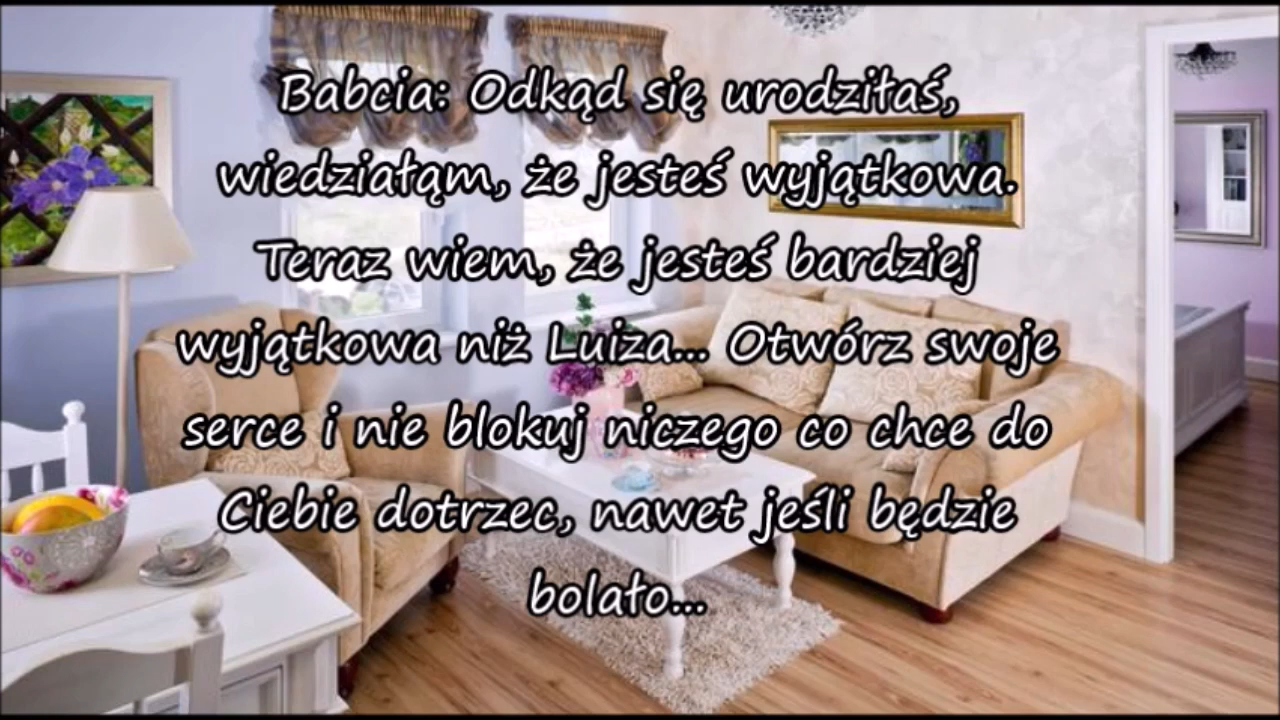 Babcia: Odkąd się urodziłaś,
wiedziałąm, że jesteś wyjątkowa.
Teraz wiem, że jesteś bardziej
wyjątkowa niż Luiza... Otwórz swoje
serce i nie blokuj niczego co chce do
Ciebie dotrzec, nawet jeśli będzie
bolało...